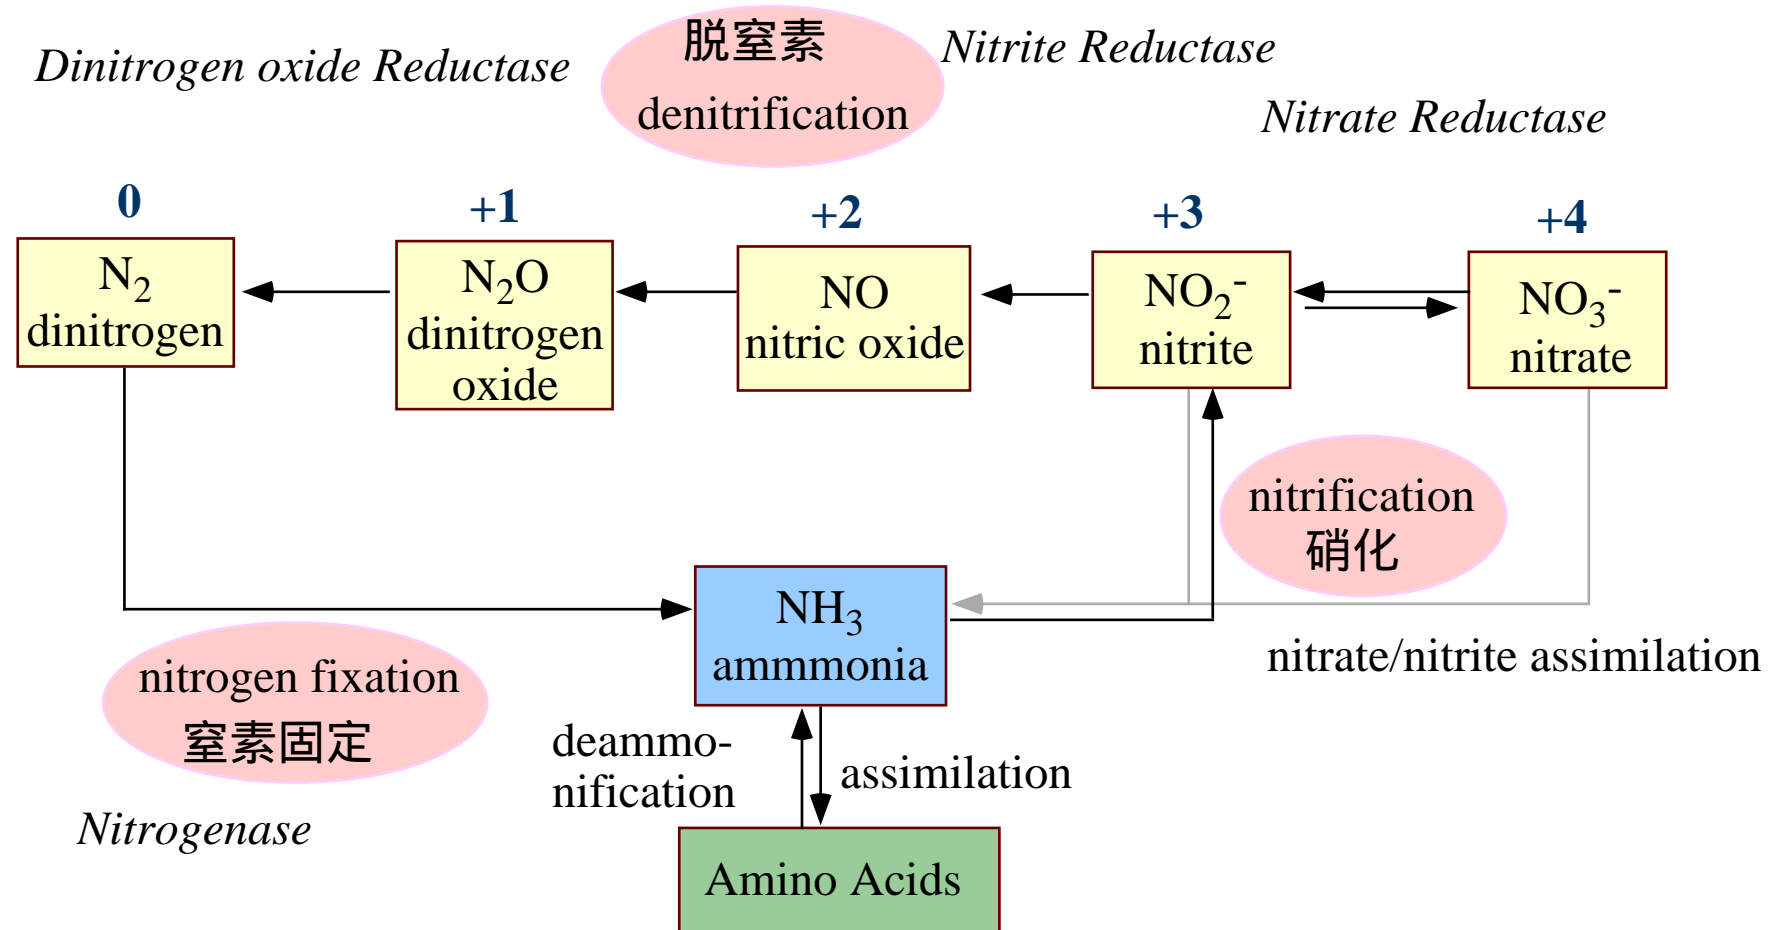 Dinitrogen oxide Reductase
脱窒素
denitrification
Nitrite Reductase
Nitrate Reductase
0
+1
+2
+3
+4
N₂
dinitrogen
N₂O
dinitrogen
oxide
NO
nitric oxide
NO₂⁻
nitrite
NO₃⁻
nitrate
nitrification
硝化
NH₃
ammmonia
nitrate/nitrite assimilation
nitrogen fixation
窒素固定
deammo-
nification
assimilation
Nitrogenase
Amino Acids